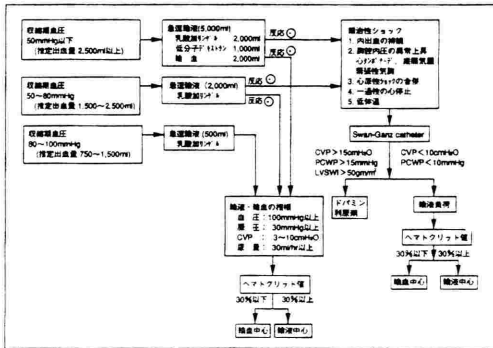 収縮期血圧
50mmHg以下
(推定出血量 2,500ml以上)
急速輸液(5,000ml)
乳酸加リンゲル 2,000ml
低分子デキストラン 1,000ml
輸血 2,000ml
反応
反応
収縮期血圧
50~80mmHg
(推定出血量 1,500~2,500ml)
急速輸液(2,000ml)
乳酸加リンゲル
反応
反応
収縮期血圧
80~100mmHg
(推定出血量 750~1,500ml)
急速輸液(500ml)
乳酸加リンゲル
ショック
1. 内出血の持続
2. 胸腔内圧の異常上昇
心タンポナーデ、
緊張性気胸
3. 心原性ショックの合併
4. 一過性の心停止
5. 低体温
Swan-Ganz catheter
CVP>15cmH₂O
PCWP>15mmHg
LVSWI>50gm/m²
CVP<10cmH₂O
PCWP<10mmHg
ドパミン
利尿剤
輸液負荷
ヘマトクリット値
30%以下 30%以上
輸血中心
輸液中心
輸液・輸血の指標
血圧:100mmHg以上
脈圧:30mmHg以上
CVP:3~10cmH₂O
尿量:30ml/hr以上
ヘマトクリット値
30%以下 30%以上
輸血中心
輸液中心